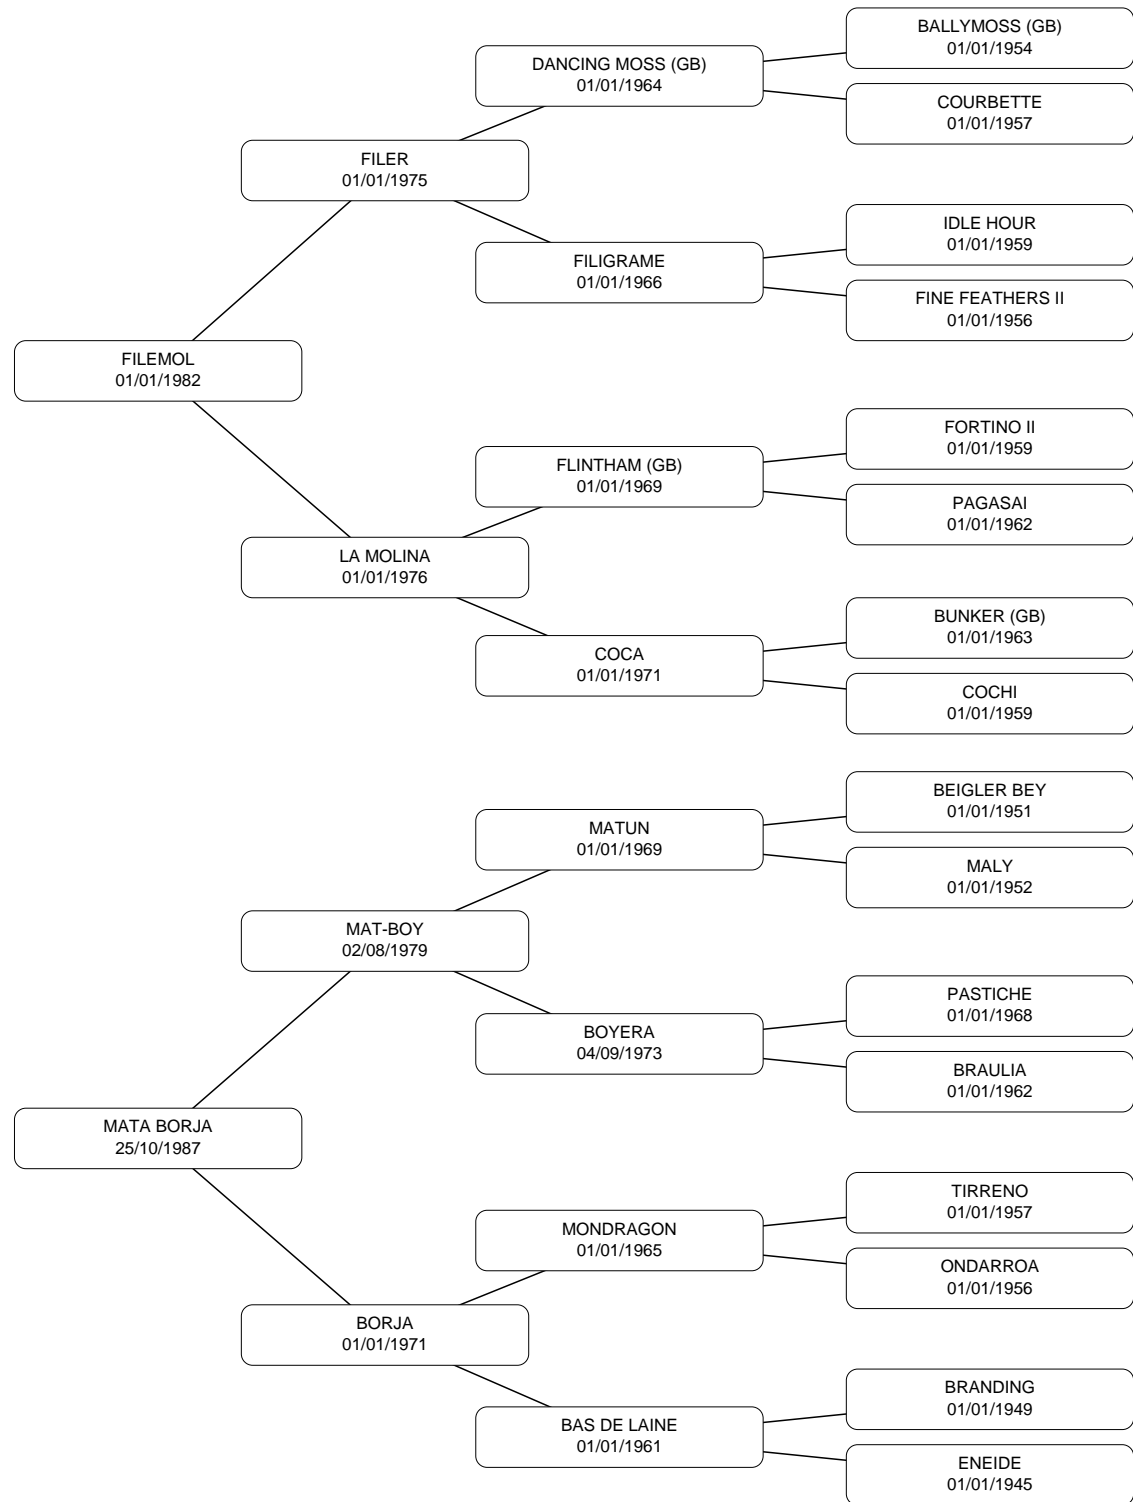 BALLYMOSS (GB)
01/01/1954
DANCING MOSS (GB)
01/01/1964
COURBETTE
01/01/1957
FILER
01/01/1975
IDLE HOUR
01/01/1959
FILIGRAME
01/01/1966
FINE FEATHERS II
01/01/1956
FILEMOL
01/01/1982
FORTINO II
01/01/1959
FLINTHAM (GB)
01/01/1969
PAGASAI
01/01/1962
LA MOLINA
01/01/1976
BUNKER (GB)
01/01/1963
COCA
01/01/1971
COCHI
01/01/1959
BEIGLER BEY
01/01/1951
MATUN
01/01/1969
MALY
01/01/1952
MAT-BOY
02/08/1979
PASTICHE
01/01/1968
BOYERA
04/09/1973
BRAULIA
01/01/1962
MATA BORJA
25/10/1987
TIRRENO
01/01/1957
MONDRAGON
01/01/1965
ONDARROA
01/01/1956
BORJA
01/01/1971
BRANDING
01/01/1949
BAS DE LAINE
01/01/1961
ENEIDE
01/01/1945